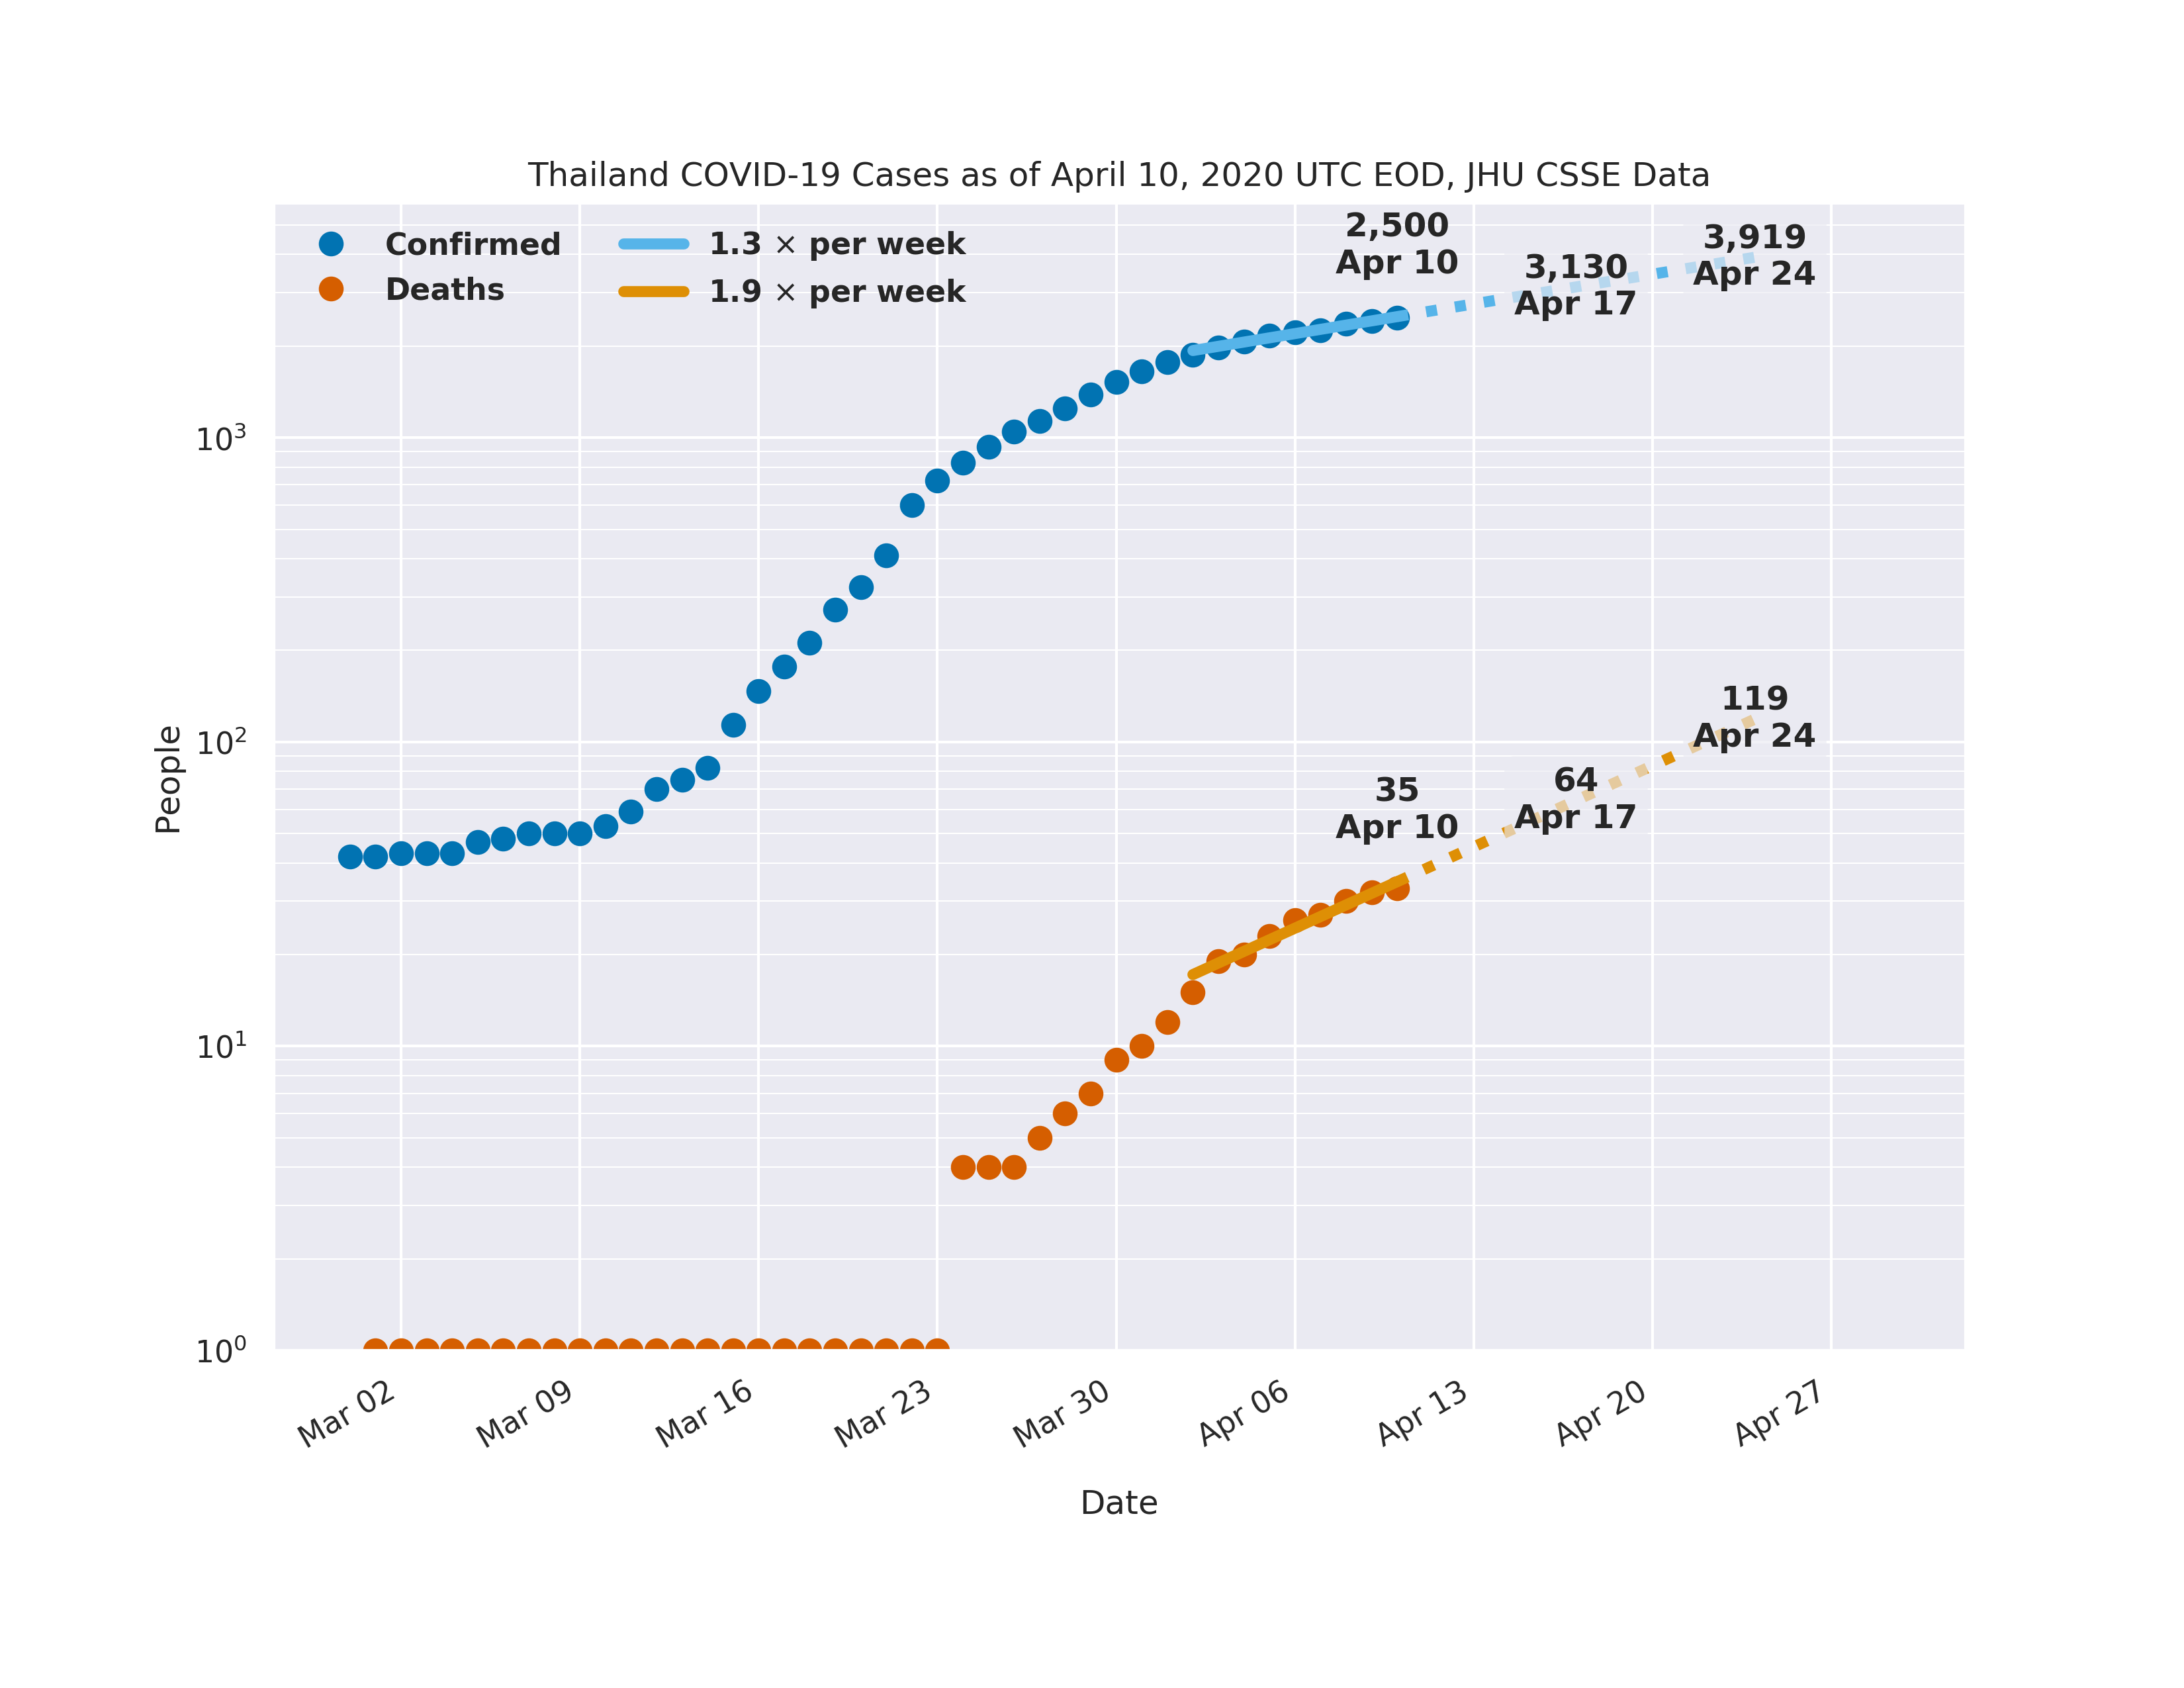 Thailand COVID-19 Cases as of April 10, 2020 UTC EOD, JHU CSSE Data
Confirmed
Deaths
1.3 × per week
1.9 × per week
2,500
Apr 10
3,130
Apr 17
3,919
Apr 24
35
Apr 10
64
Apr 17
119
Apr 24
People
10³
10²
10¹
10⁰
Mar 02
Mar 09
Mar 16
Mar 23
Mar 30
Apr 06
Apr 13
Apr 20
Apr 27
Date